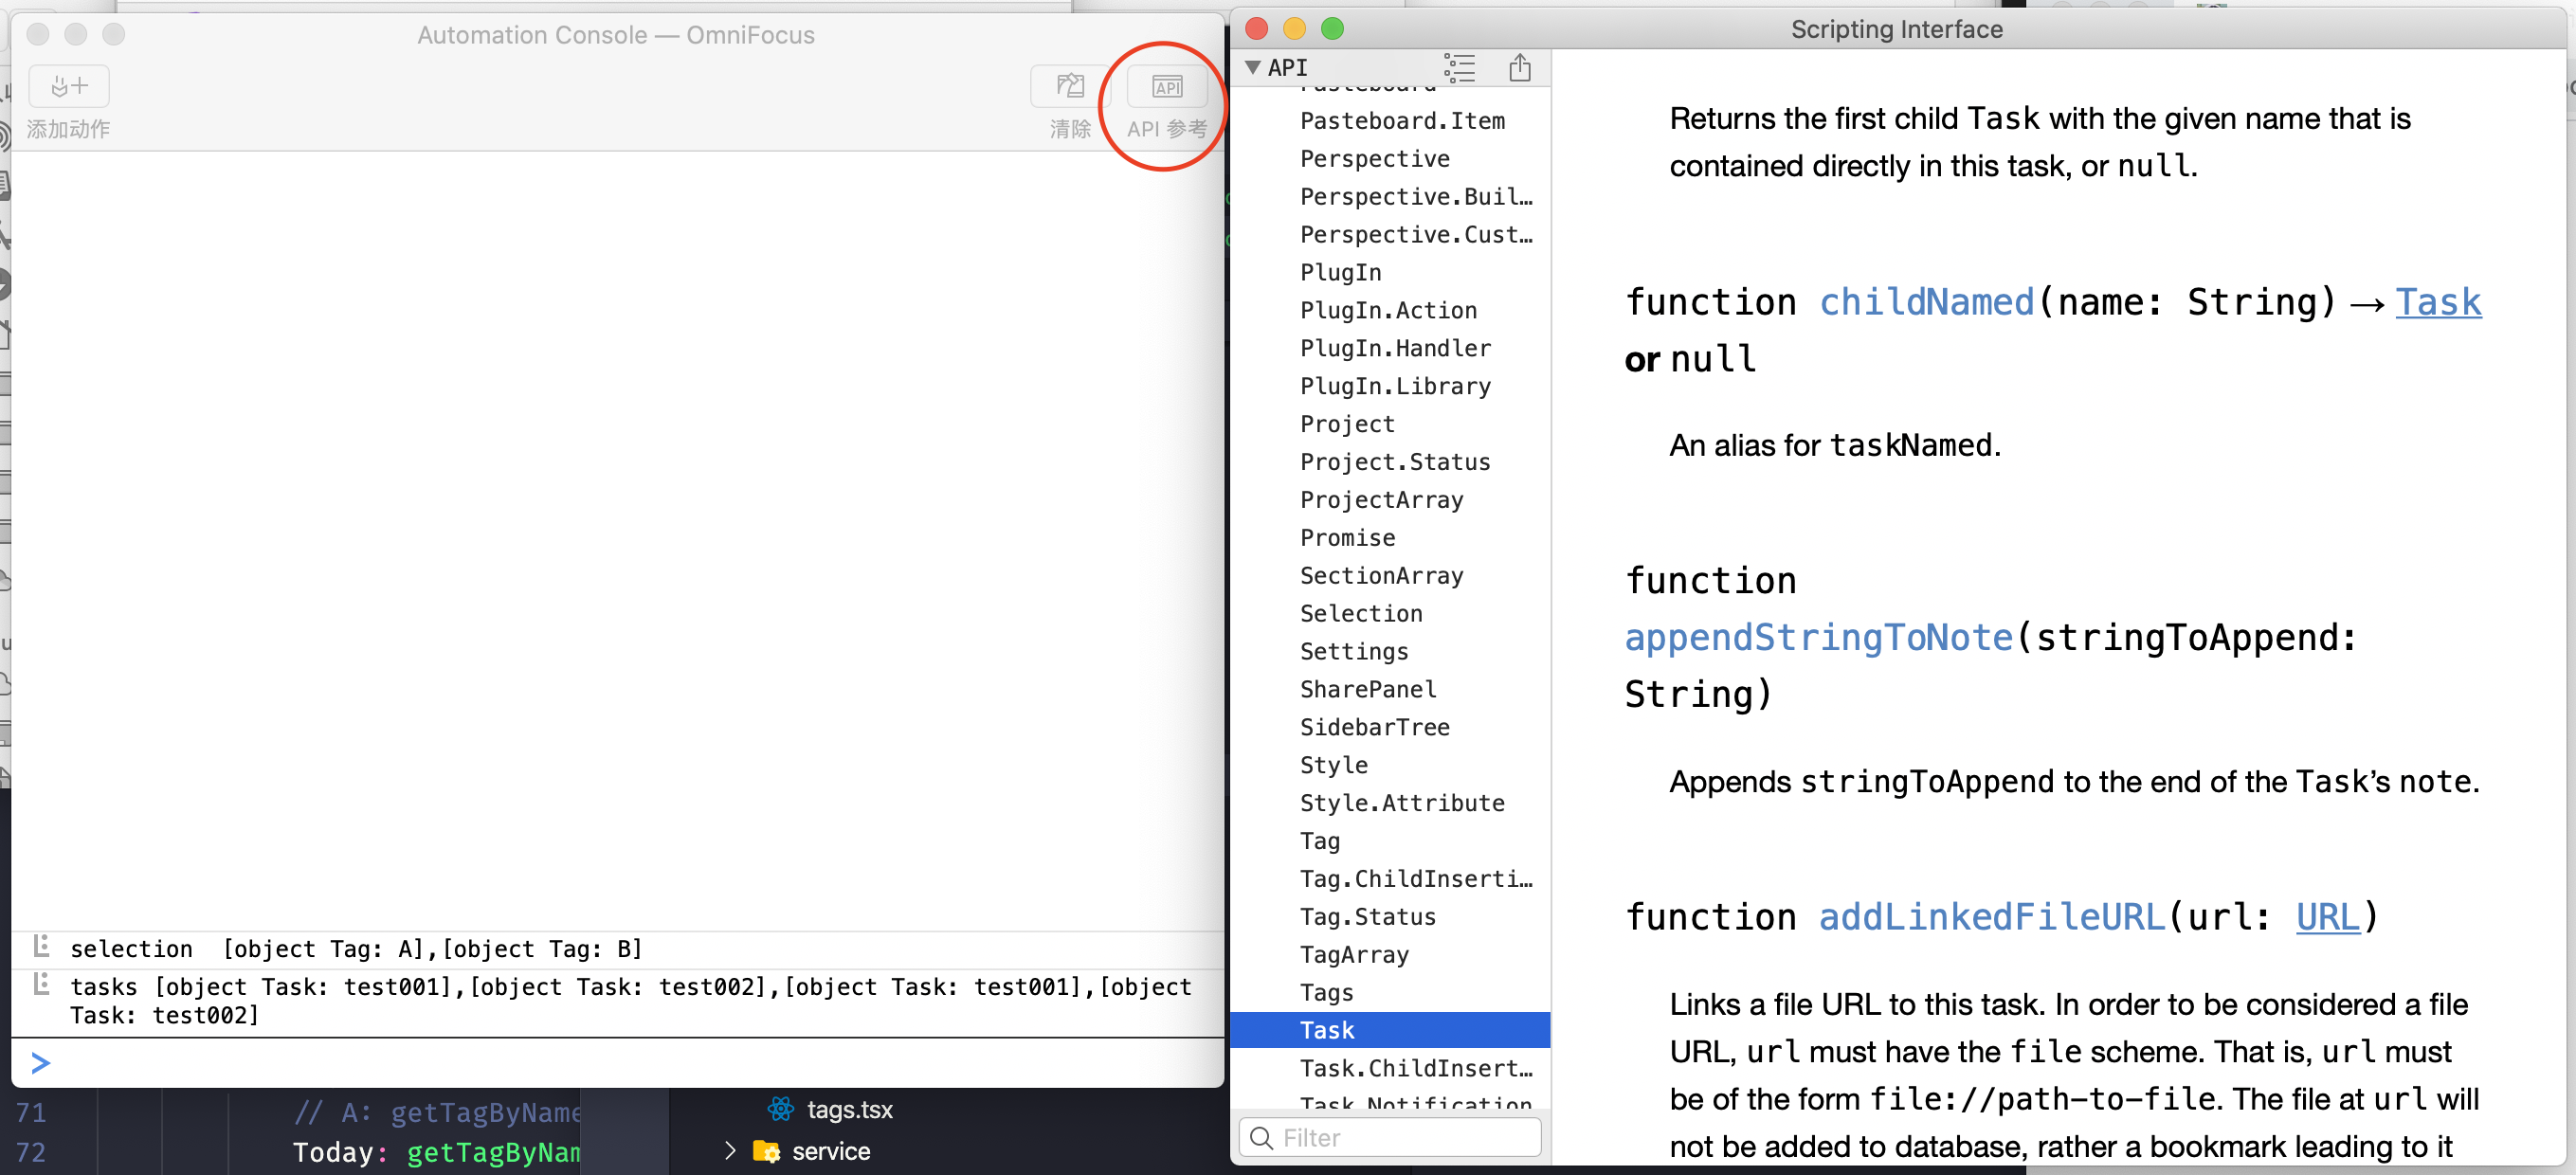 Automation Console — OmniFocus
添加动作
清除
API
API 参考
selection [object Tag: A],[object Tag: B]
tasks [object Task: test001],[object Task: test002],[object Task: test001],[object
Task: test002]
>
71 // A: getTagByName
72 Today: getTagByNam
tags.tsx
service
Scripting Interface
API
Pasteboard
Pasteboard.Item
Perspective
Perspective.Buil…
Perspective.Cust…
PlugIn
PlugIn.Action
PlugIn.Handler
PlugIn.Library
Project
Project.Status
ProjectArray
Promise
SectionArray
Selection
Settings
SharePanel
SidebarTree
Style
Style.Attribute
Tag
Tag.ChildInserti…
Tag.Status
TagArray
Tags
Task
Task.ChildInsert…
Task.Notification
Filter
Returns the first child Task with the given name that is
contained directly in this task, or null.
function childNamed(name: String) → Task
or null
An alias for taskNamed.
function
appendStringToNote(stringToAppend:
String)
Appends stringToAppend to the end of the Task’s note.
function addLinkedFileURL(url: URL)
Links a file URL to this task. In order to be considered a file
URL, url must have the file scheme. That is, url must
be of the form file://path-to-file. The file at url will
not be added to database, rather a bookmark leading to it